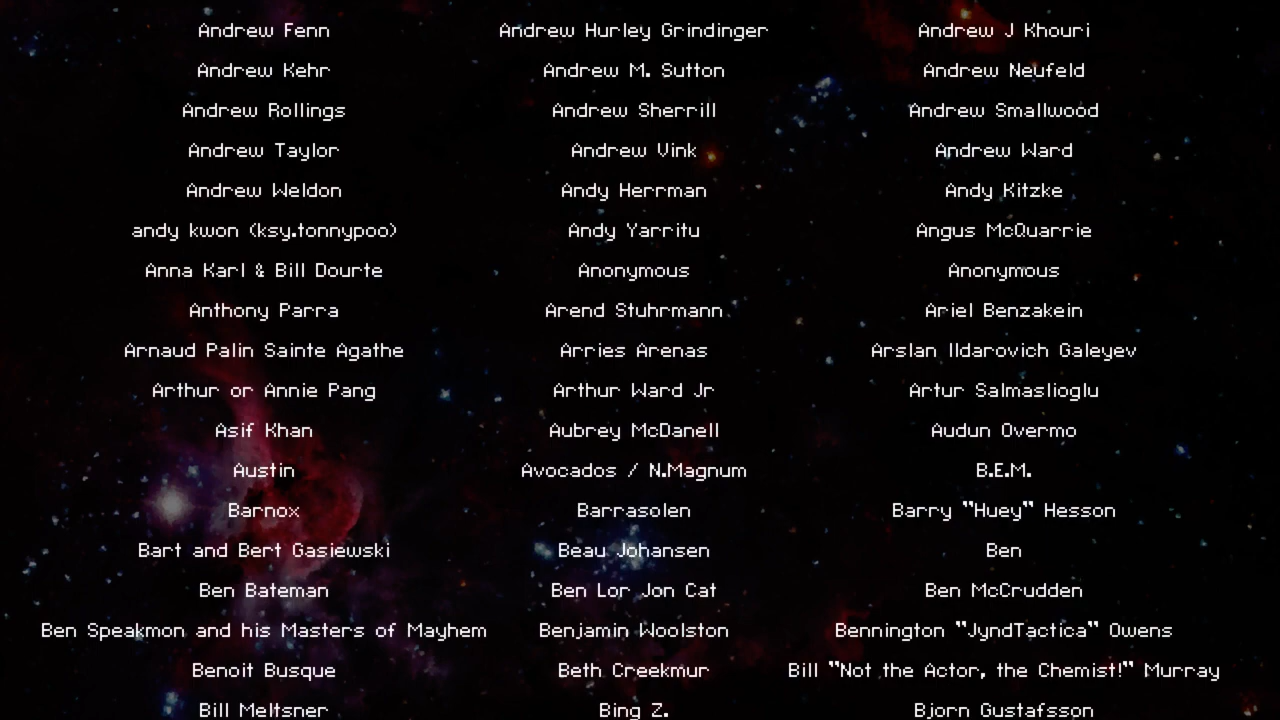 Andrew Fenn Andrew Hurley Grindinger Andrew J Khouri
Andrew Kehr Andrew M. Sutton Andrew Neufeld
Andrew Rollings Andrew Sherrill Andrew Smallwood
Andrew Taylor Andrew Vink Andrew Ward
Andrew Weldon Andy Herrman Andy Kitzke
andy kwon (ksy.tonnypoo) Andy Yarritu Angus McQuarrie
Anna Karl & Bill Dourte Anonymous Anonymous
Anthony Parra Arend Stuhrmann Ariel Benzakein
Arnaud Palin Sainte Agathe Arries Arenas Arslan Ildarovich Galeyev
Arthur or Annie Pang Arthur Ward Jr Artur Salmaslioglu
Asif Khan Aubrey McDanell Audun Overmo
Austin Avocados / N.Magnum B.E.M.
Barnox Barrasolen Barry "Huey" Hesson
Bart and Bert Gasiewski Beau Johansen Ben
Ben Bateman Ben Lor Jon Cat Ben McCrudden
Ben Speakmon and his Masters of Mayhem Benjamin Woolston Bennington "JyndTactica" Owens
Benoit Busque Beth Creekmur Bill "Not the Actor, the Chemist!" Murray
Bill Meltsner Bing Z. Bjorn Gustafsson